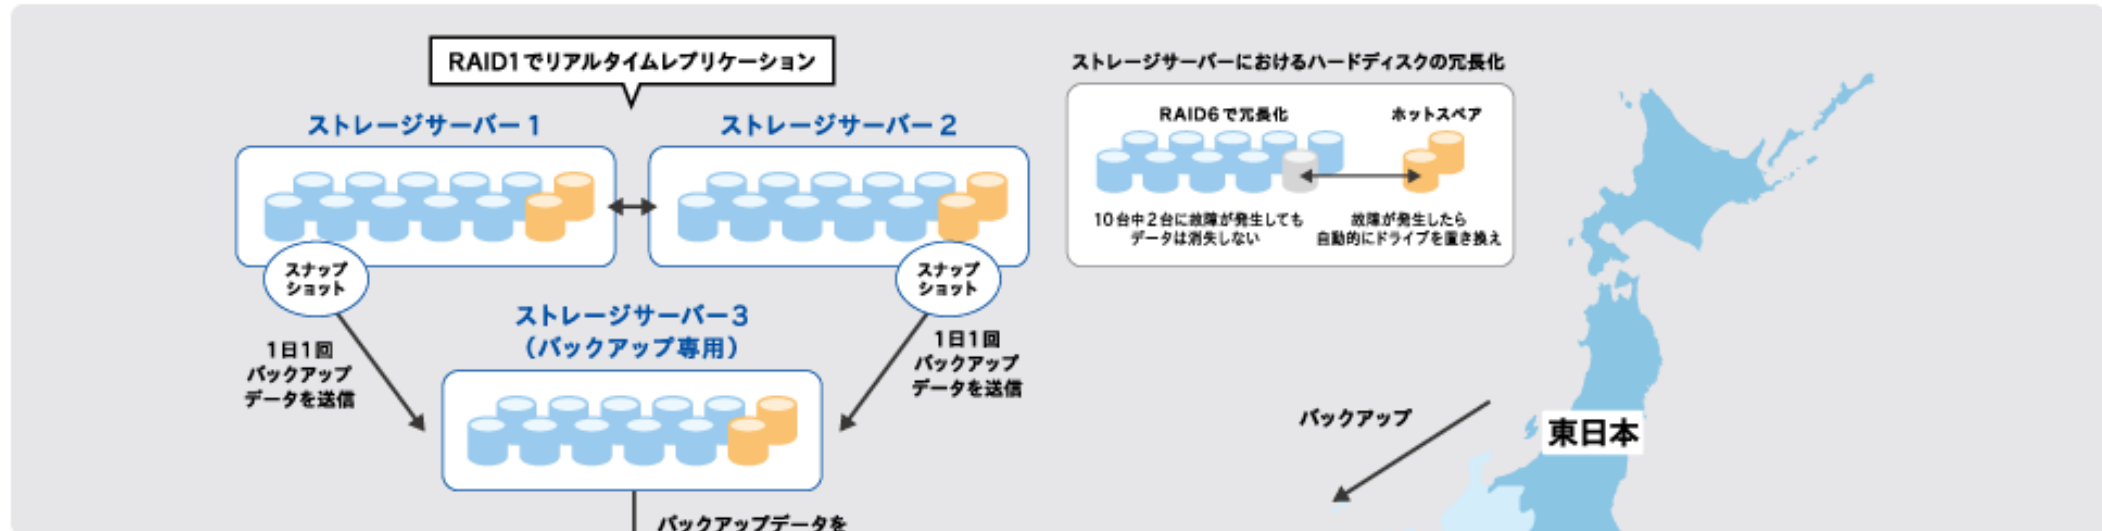 RAID1でリアルタイムレプリケーション
ストレージサーバー1
ストレージサーバー2
スナップ
ショット
スナップ
ショット
1日1回
バックアップ
データを送信
1日1回
バックアップ
データを送信
ストレージサーバー3
（バックアップ専用）
バックアップデータを
ストレージサーバーにおけるハードディスクの冗長化
RAID6で冗長化
ホットスペア
10台中2台に故障が発生しても
データは消失しない
故障が発生したら
自動的にドライブを置き換え
バックアップ
東日本